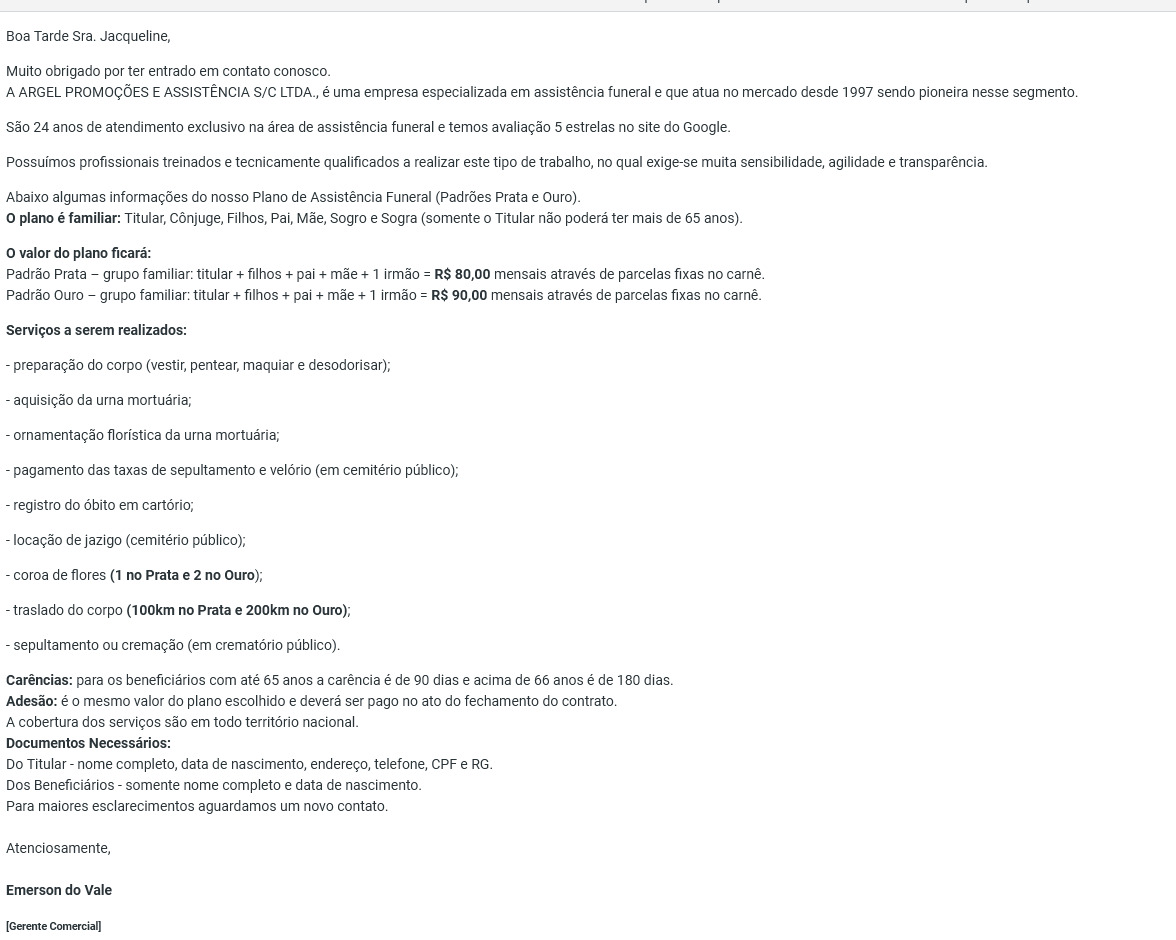 Boa Tarde Sra. Jacqueline,
Muito obrigado por ter entrado em contato conosco.
A ARGEL PROMOÇÕES E ASSISTÊNCIA S/C LTDA., é uma empresa especializada em assistência funeral e que atua no mercado desde 1997 sendo pioneira nesse segmento.
São 24 anos de atendimento exclusivo na área de assistência funeral e temos avaliação 5 estrelas no site do Google.
Possuímos profissionais treinados e tecnicamente qualificados a realizar este tipo de trabalho, no qual exige-se muita sensibilidade, agilidade e transparência.
Abaixo algumas informações do nosso Plano de Assistência Funeral (Padrões Prata e Ouro).
O plano é familiar: Titular, Cônjuge, Filhos, Pai, Mãe, Sogro e Sogra (somente o Titular não poderá ter mais de 65 anos).
O valor do plano ficará:
Padrão Prata – grupo familiar: titular + filhos + pai + mãe + 1 irmão = R$ 80,00 mensais através de parcelas fixas no carnê.
Padrão Ouro – grupo familiar: titular + filhos + pai + mãe + 1 irmão = R$ 90,00 mensais através de parcelas fixas no carnê.
Serviços a serem realizados:
- preparação do corpo (vestir, pentear, maquiar e desodorisar);
- aquisição da urna mortuária;
- ornamentação florística da urna mortuária;
- pagamento das taxas de sepultamento e velório (em cemitério público);
- registro do óbito em cartório;
- locação de jazigo (cemitério público);
- coroa de flores (1 no Prata e 2 no Ouro);
- traslado do corpo (100km no Prata e 200km no Ouro);
- sepultamento ou cremação (em crematório público).
Carências: para os beneficiários com até 65 anos a carência é de 90 dias e acima de 66 anos é de 180 dias.
Adesão: é o mesmo valor do plano escolhido e deverá ser pago no ato do fechamento do contrato.
A cobertura dos serviços são em todo território nacional.
Documentos Necessários:
Do Titular - nome completo, data de nascimento, endereço, telefone, CPF e RG.
Dos Beneficiários - somente nome completo e data de nascimento.
Para maiores esclarecimentos aguardamos um novo contato.
Atenciosamente,
Emerson do Vale
[Gerente Comercial]